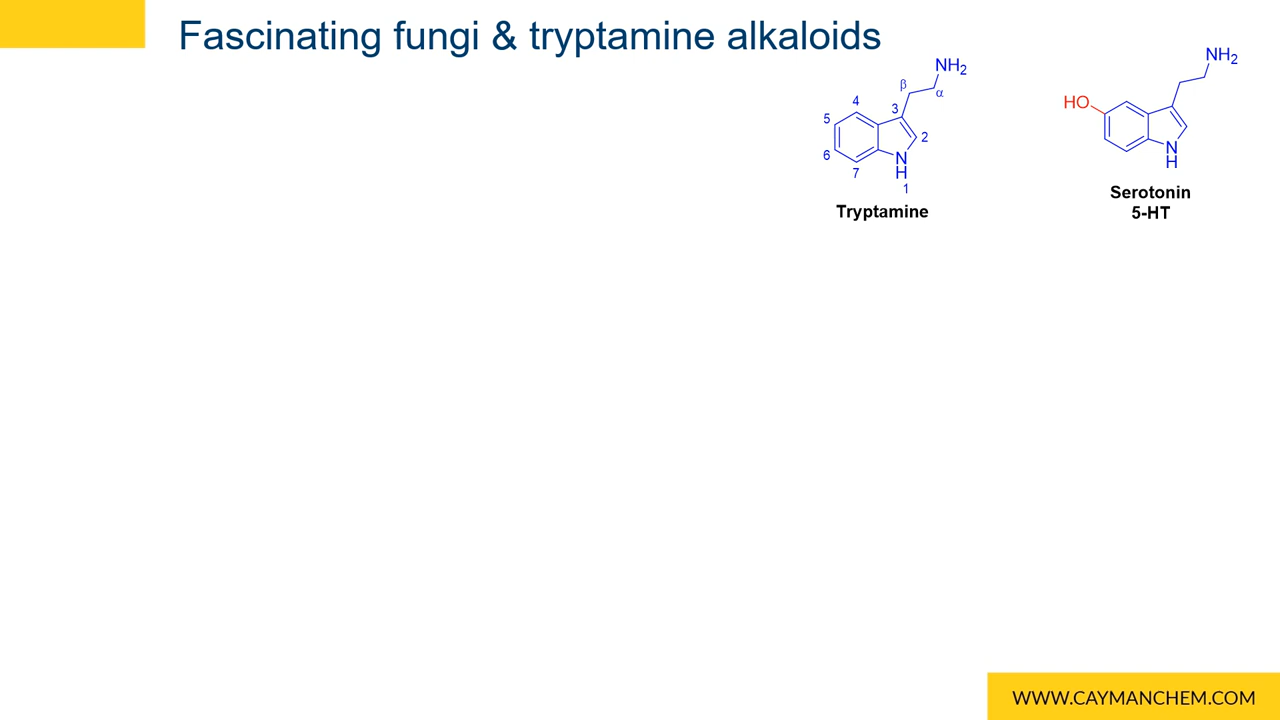 Fascinating fungi & tryptamine alkaloids
NH2
β
α
4
3
5
2
6
N
H
7
1
Tryptamine
NH2
HO
N
H
Serotonin
5-HT
WWW.CAYMANCHEM.COM